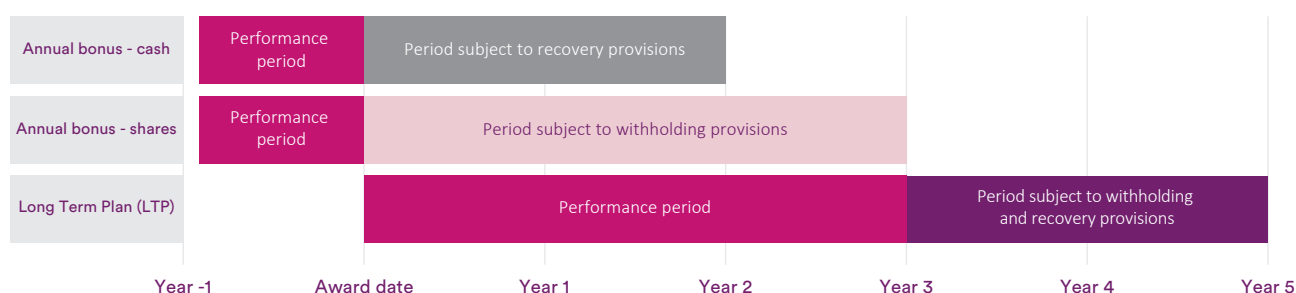 Annual bonus - cash
Performance
period
Period subject to recovery provisions
Annual bonus - shares
Performance
period
Period subject to withholding provisions
Long Term Plan (LTP)
Performance period
Period subject to withholding
and recovery provisions
Year -1
Award date
Year 1
Year 2
Year 3
Year 4
Year 5